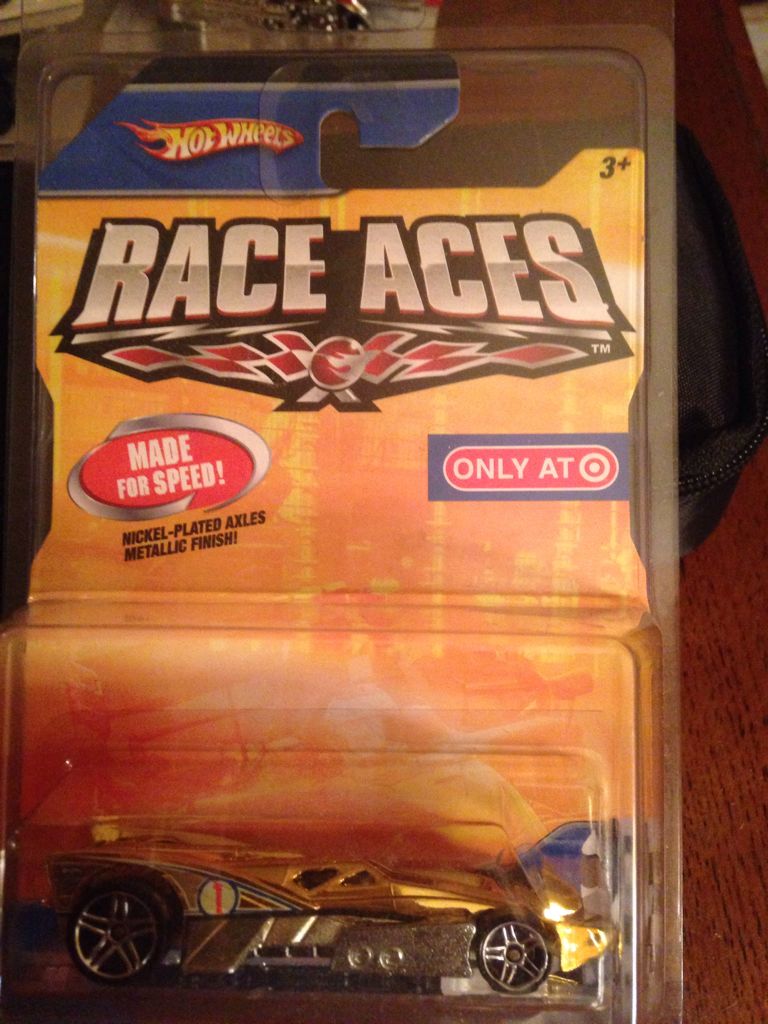 HOT WHEELS
3+
RACE ACES
TM
MADE
FOR SPEED!
ONLY AT
NICKEL-PLATED AXLES
METALLIC FINISH!
1